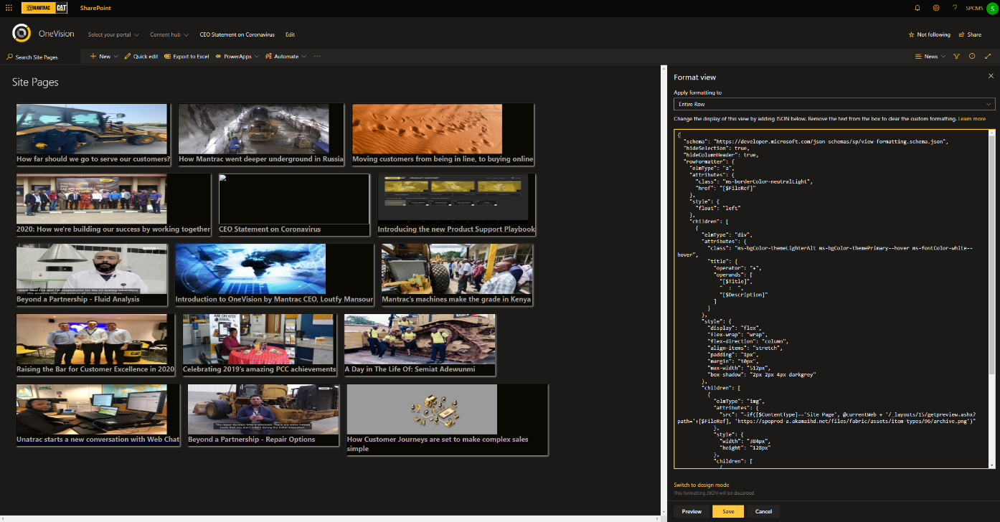 MANTRAC CAT SharePoint ? SPCMS S
OneVision Select your portal Content hub CEO Statement on Coronavirus Edit Not following Share
Search Site Pages New Quick edit Export to Excel PowerApps Automate ... News
Site Pages
How far should we go to serve our customers?
How Mantrac went deeper underground in Russia
Moving customers from being in line, to buying online
2020: How we're building our success by working together
CEO Statement on Coronavirus
PRODUCT SUPPORT
Introducing the new Product Support Playbook
Beyond a Partnership - Fluid Analysis
Introduction to OneVision by Mantrac CEO, Loutfy Mansour
Mantrac's machines make the grade in Kenya
Raising the Bar for Customer Excellence in 2020
ARE CREATED
EQUAL.
Celebrating 2019's amazing PCC achievements
A Day in The Life Of: Semiat Adewunmi
Unatrac starts a new conversation with Web Chat
Beyond a Partnership - Repair Options
How Customer Journeys are set to make complex sales
simple
Format view
Apply formatting to
Entire Row
Change the display of this view by adding JSON below. Remove the text from the box to clear the custom formatting. Learn more
{
"schema": "https://developer.microsoft.com/json-schemas/sp/view-formatting.schema.json",
"hideSelection": true,
"hideColumnHeader": true,
"rowFormatter": {
"elmType": "a",
"attributes": {
"class": "ms-borderColor-neutralLight",
"href": "[$FileRef]"
},
"style": {
"float": "left"
},
"children": [
{
"elmType": "div",
"attributes": {
"class": "ms-bgColor-themeLighterAlt ms-bgColor-themePrimary--hover ms-fontColor-white--
hover",
"title": {
"operator": "+",
"operands": [
"[$Title]",
" : ",
"[$Description]"
]
}
},
"style": {
"display": "flex",
"flex-wrap": "wrap",
"flex-direction": "column",
"align-items": "stretch",
"padding": "1px",
"margin": "10px",
"max-width": "512px",
"box-shadow": "2px 2px 4px darkgrey"
},
"children": [
{
"elmType": "img",
"attributes": {
"src": "=if([$ContentType]=='Site Page', @currentWeb + '/_layouts/15/getpreview.ashx?
path='+[$FileRef], 'https://spoprod-a.akamaihd.net/files/fabric/assets/item-types/96/archive.png')"
},
"style": {
"width": "384px",
"height": "128px"
},
"children": [
{
Switch to design mode
This formatting JSON will be discarded
Preview Save Cancel